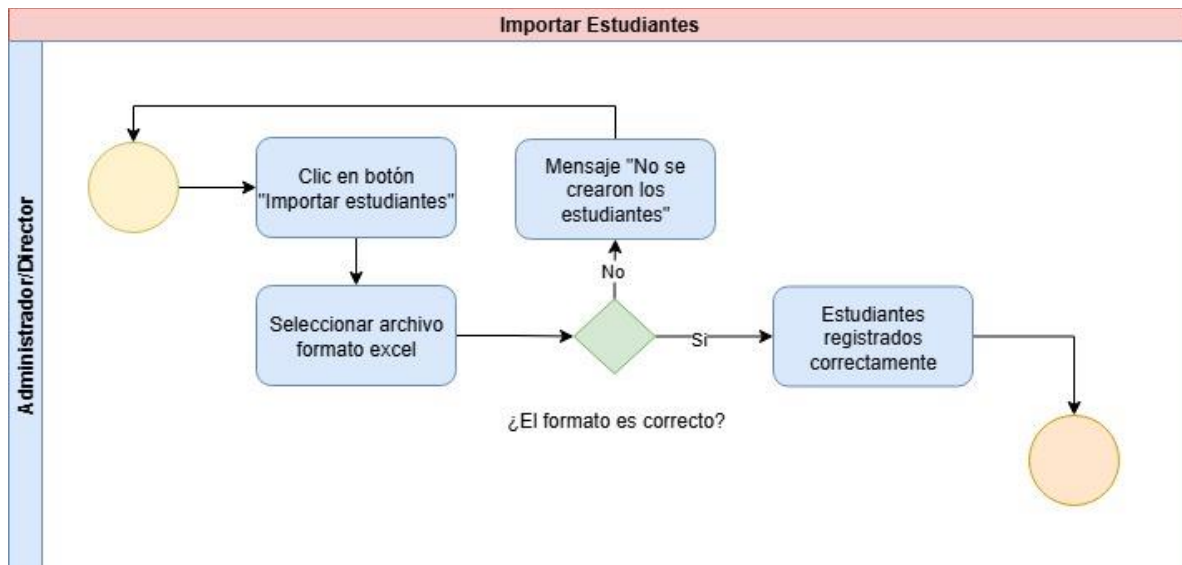 Importar Estudiantes
Administrador/Director
Clic en botón
"Importar estudiantes"
Mensaje "No se
crearon los
estudiantes"
Seleccionar archivo
formato excel
No
Si
¿El formato es correcto?
Estudiantes
registrados
correctamente